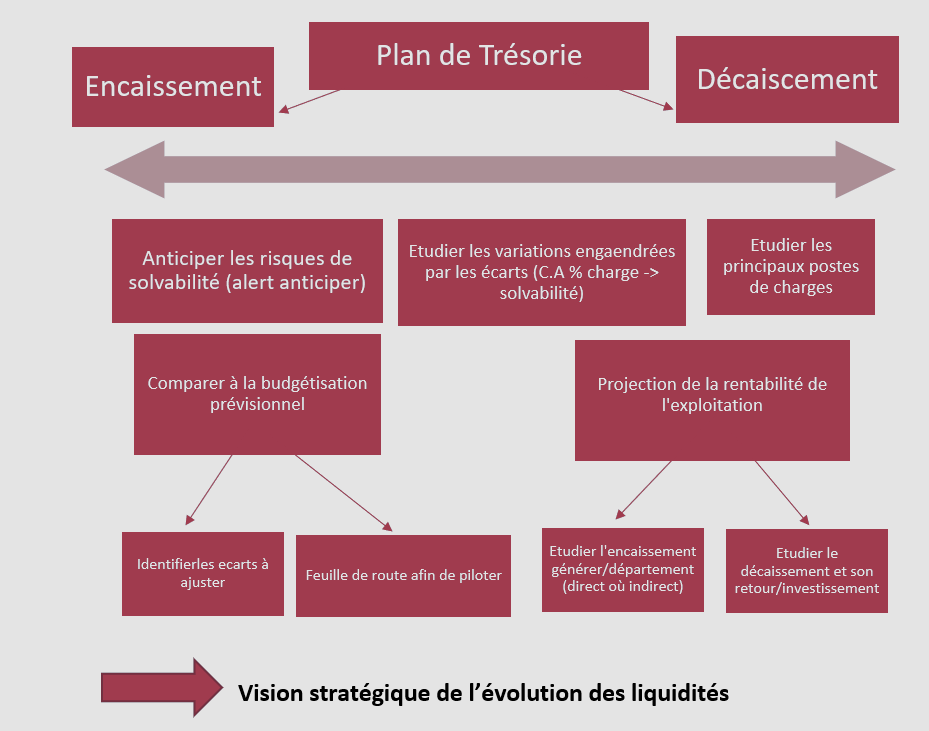 Plan de Trésorie
Encaissement
Décaiscement
Anticiper les risques de
solvabilité (alert anticiper)
Etudier les variations engaendrées
par les écarts (C.A % charge ->
solvabilité)
Etudier les
principaux postes
de charges
Comparer à la budgétisation
prévisionnel
Projection de la rentabilité de
l'exploitation
Identifierles ecarts à
ajuster
Feuille de route afin de piloter
Etudier l'encaissement
générer/département
(direct où indirect)
Etudier le
décaissement et son
retour/investissement
Vision stratégique de l’évolution des liquidités